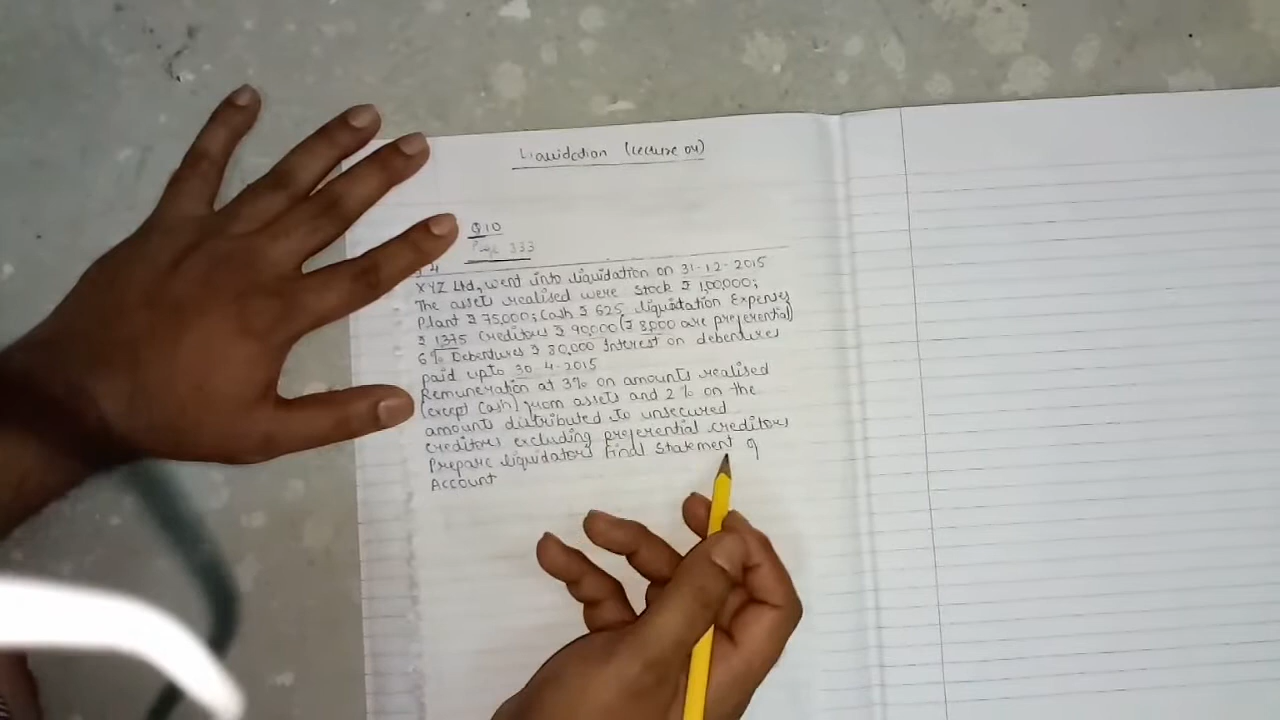 Liquidation (Lecture 04)
Q10
Page 333
XYZ Ltd, went into liquidation on 31-12-2015
The assets realised were Stock ₹ 1,00,000;
Plant ₹ 75,000; Cash ₹ 625 liquidation Expenses
₹ 1375 Creditors ₹ 90,000 (₹ 8,000 are preferential)
6% Debentures ₹ 80,000 Interest on debentures
paid upto 30-4-2015
Remuneration at 3% on amounts realised
(except Cash) from assets and 2% on the
amounts distributed to unsecured
creditors excluding preferential creditors
Prepare liquidators Final Statement of
Account